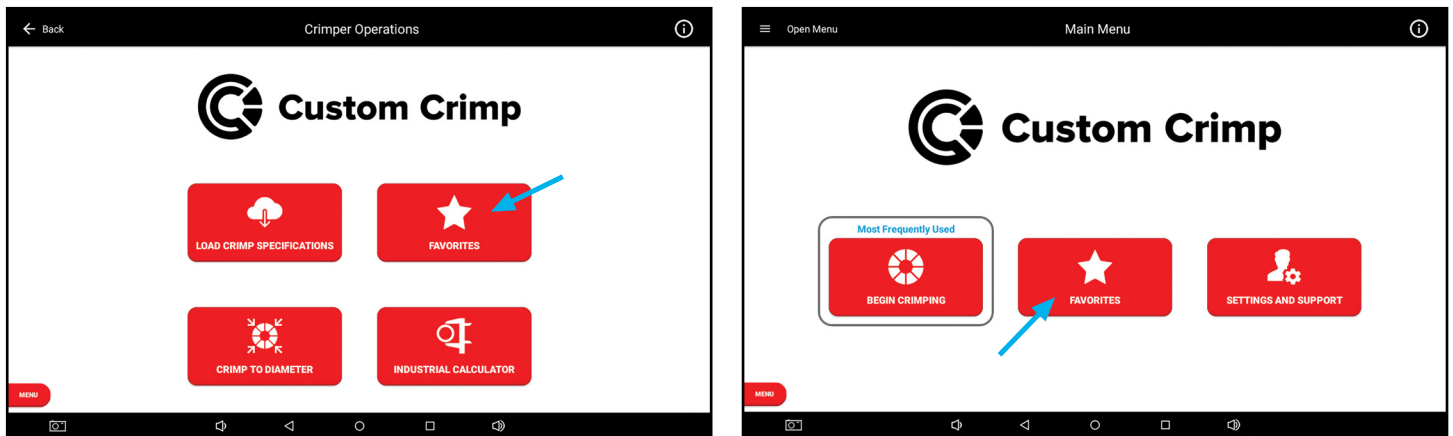 Back
Crimper Operations
Custom Crimp
LOAD CRIMP SPECIFICATIONS
FAVORITES
CRIMP TO DIAMETER
INDUSTRIAL CALCULATOR
MENU
Open Menu
Main Menu
Custom Crimp
Most Frequently Used
BEGIN CRIMPING
FAVORITES
SETTINGS AND SUPPORT
MENU